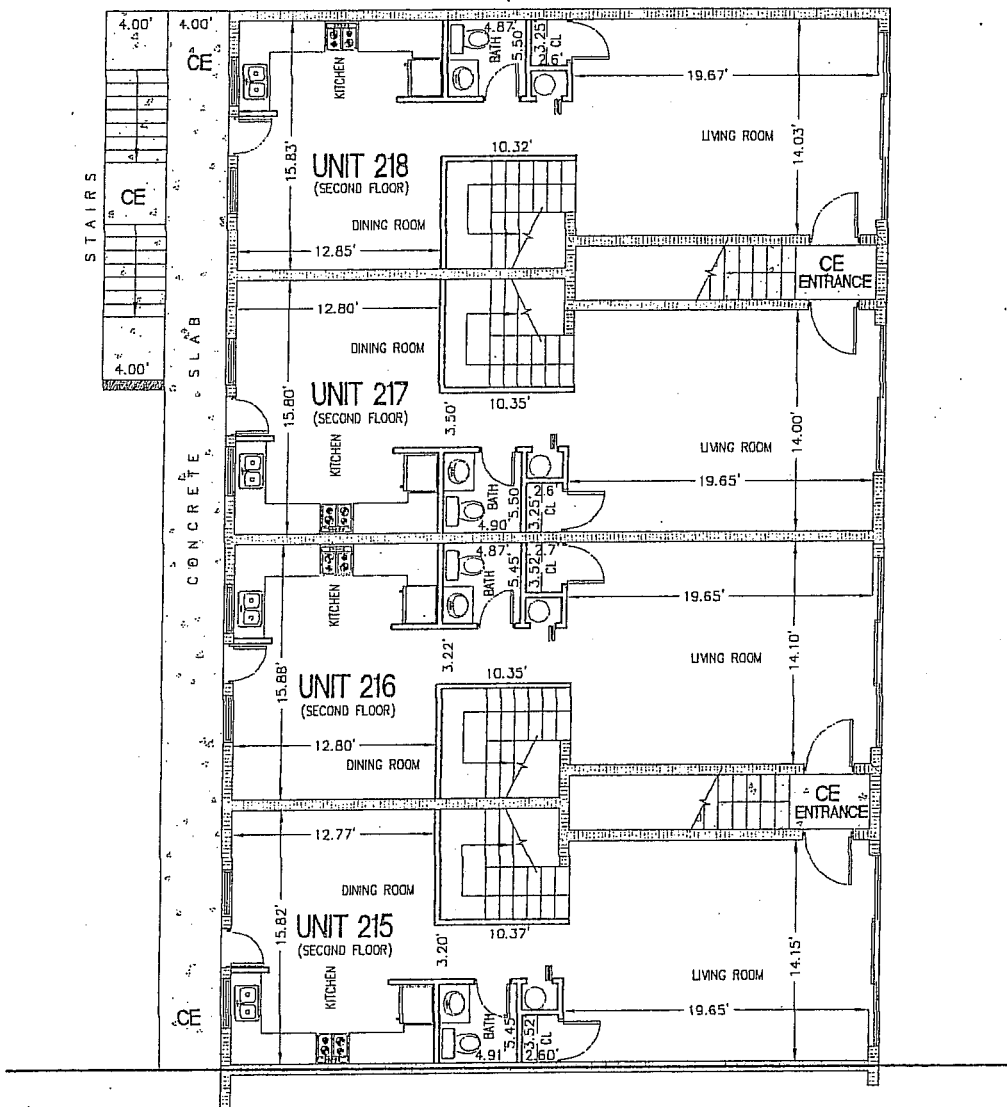 4.00'
4.00'
CE
4.87'
5.50'
BATH
3.25'
CL
2.6'
KITCHEN
19.67'
LIVING ROOM
14.03'
10.32'
15.83'
UNIT 218
(SECOND FLOOR)
STAIRS
CE
DINING ROOM
12.85'
CE
ENTRANCE
12.80'
DINING ROOM
4.00'
CONCRETE SLAB
UNIT 217
(SECOND FLOOR)
15.80'
10.35'
3.50'
14.00'
KITCHEN
LIVING ROOM
19.65'
BATH
5.50'
4.90'
2.6'
3.25'
CL
4.87'
5.45'
BATH
2.7'
3.52'
CL
KITCHEN
19.65'
3.22'
LIVING ROOM
14.10'
10.35'
15.88'
UNIT 216
(SECOND FLOOR)
12.80'
DINING ROOM
CE
ENTRANCE
12.77'
DINING ROOM
15.82'
UNIT 215
(SECOND FLOOR)
10.37'
3.20'
14.15'
KITCHEN
LIVING ROOM
19.65'
CE
BATH
5.45'
4.91'
3.52'
CL
2.60'